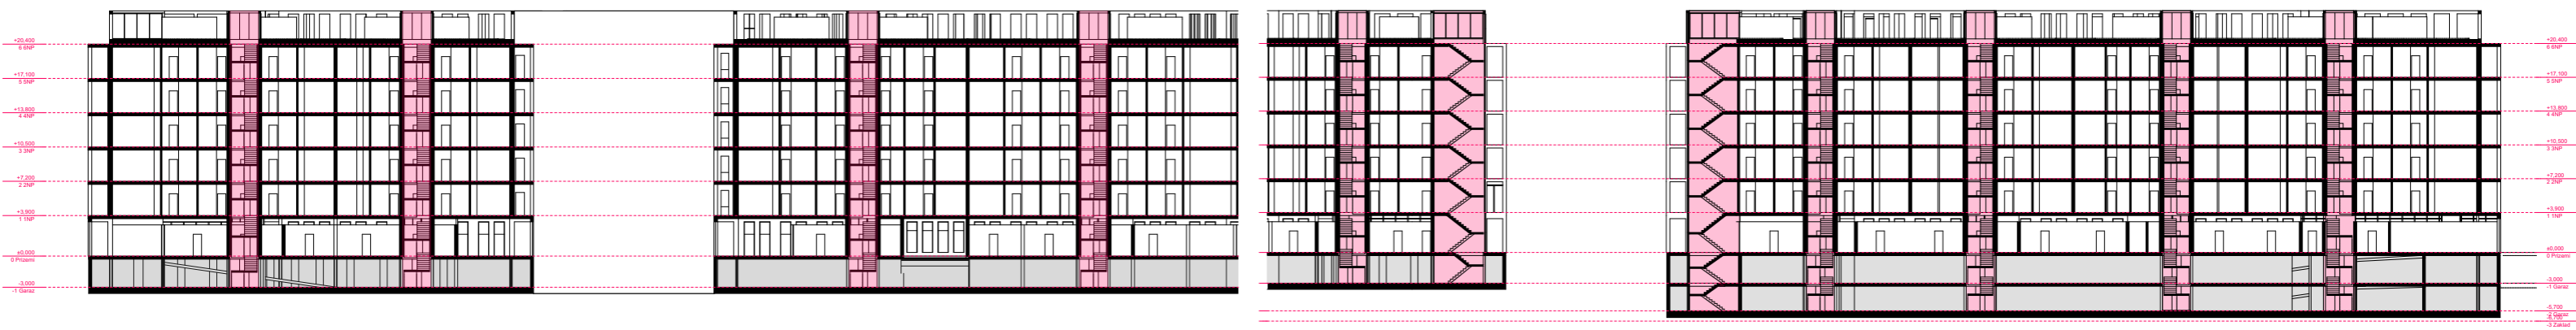 +20,400
6 6NP
+17,100
5 5NP
+13,800
4 4NP
+10,500
3 3NP
+7,200
2 2NP
+3,900
1 1NP
±0,000
0 Přízemí
-3,000
-1 Garáž
+20,400
6 6NP
+17,100
5 5NP
+13,800
4 4NP
+10,500
3 3NP
+7,200
2 2NP
+3,900
1 1NP
±0,000
0 Přízemí
-3,000
-1 Garáž
-5,700
-3 Základ